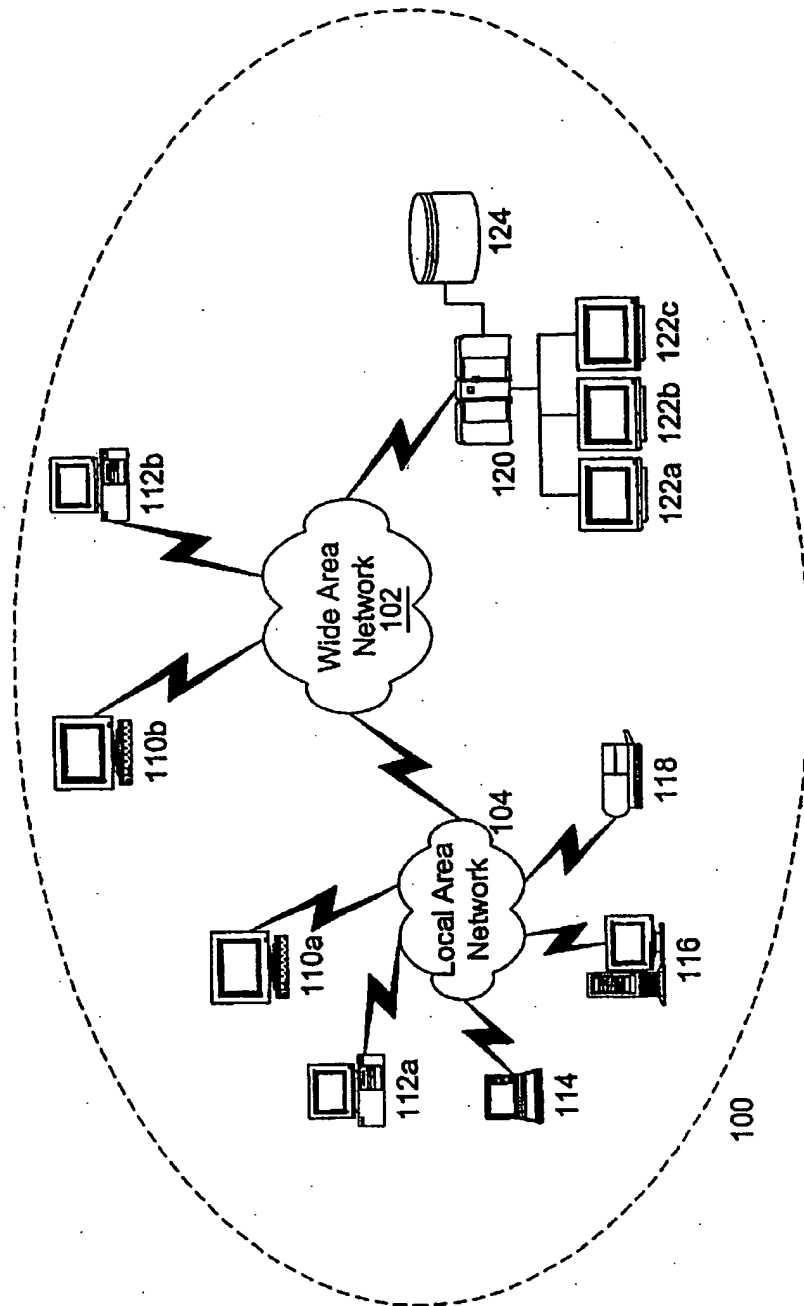 112b
110b
Wide Area
Network
102
124
120
122a
122b
122c
110a
104
Local Area
Network
112a
114
116
118
100